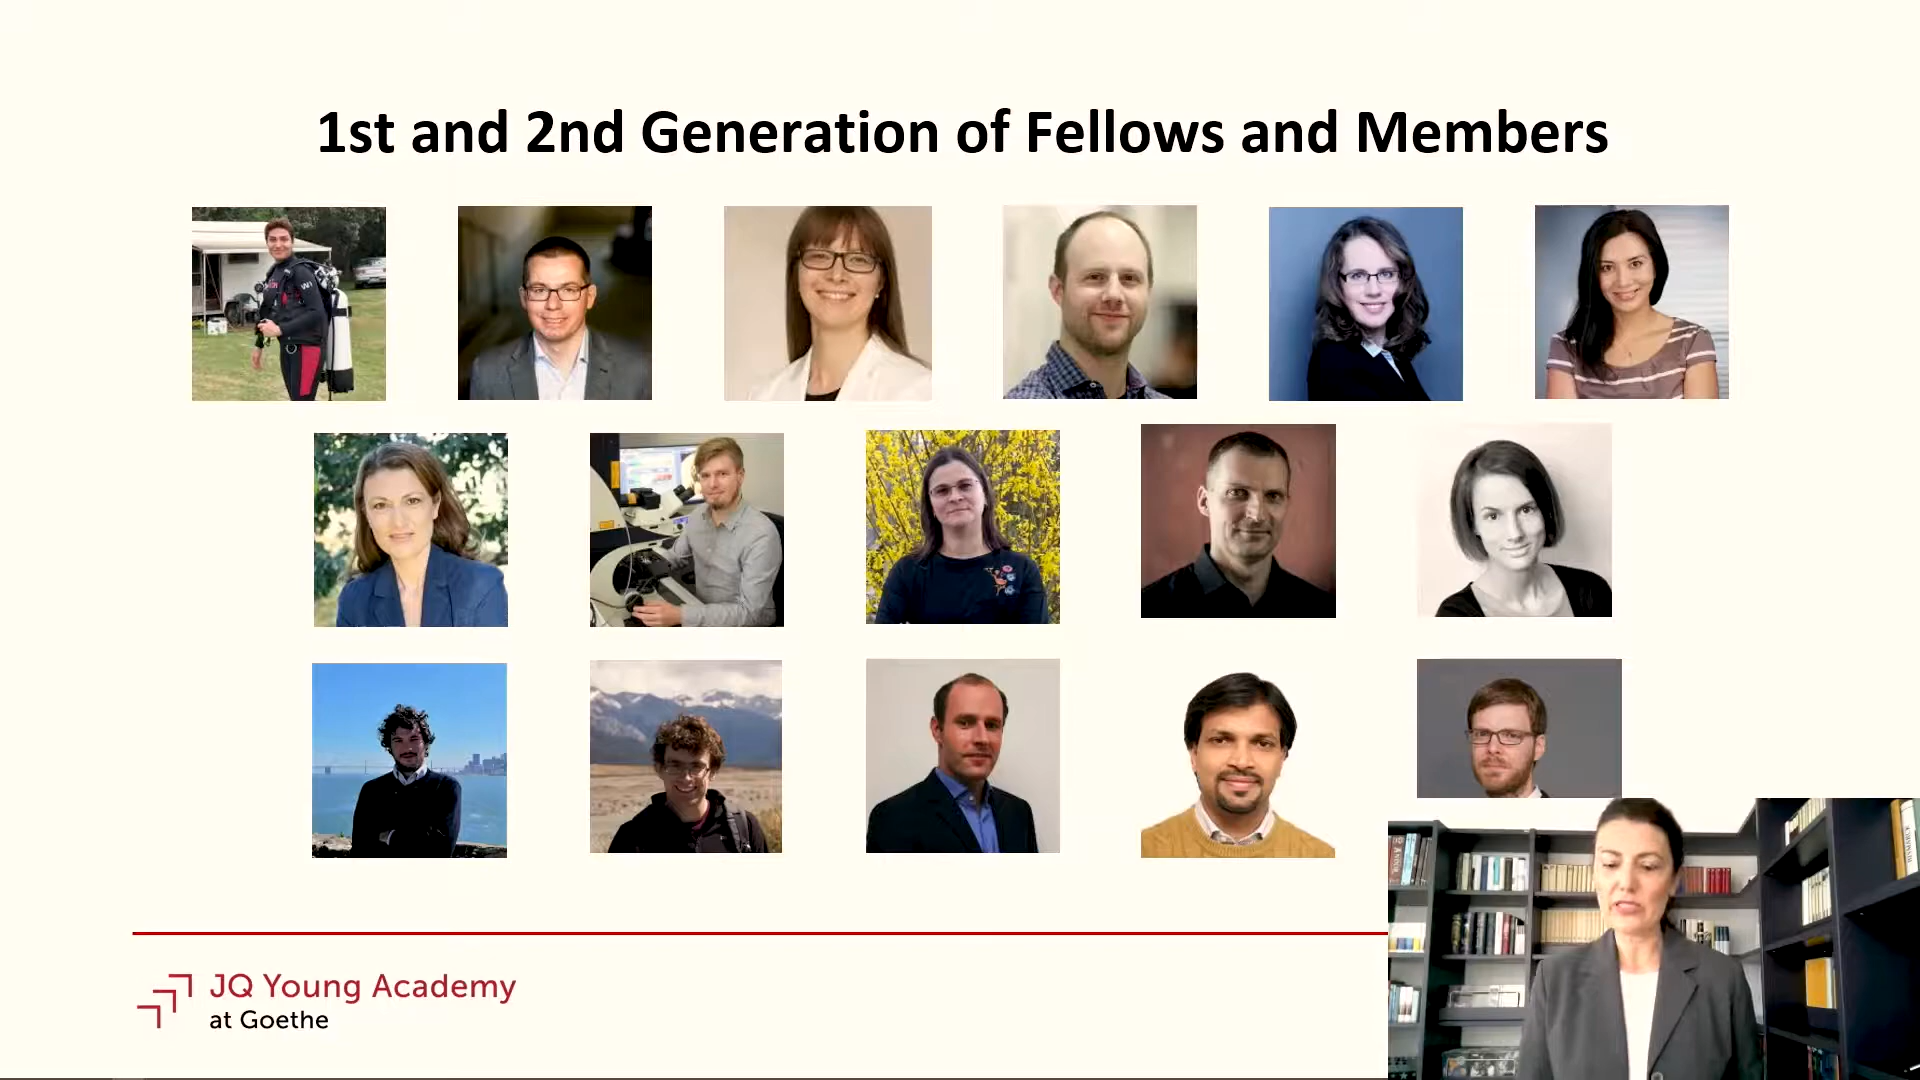 1st and 2nd Generation of Fellows and Members
JQ Young Academy
at Goethe